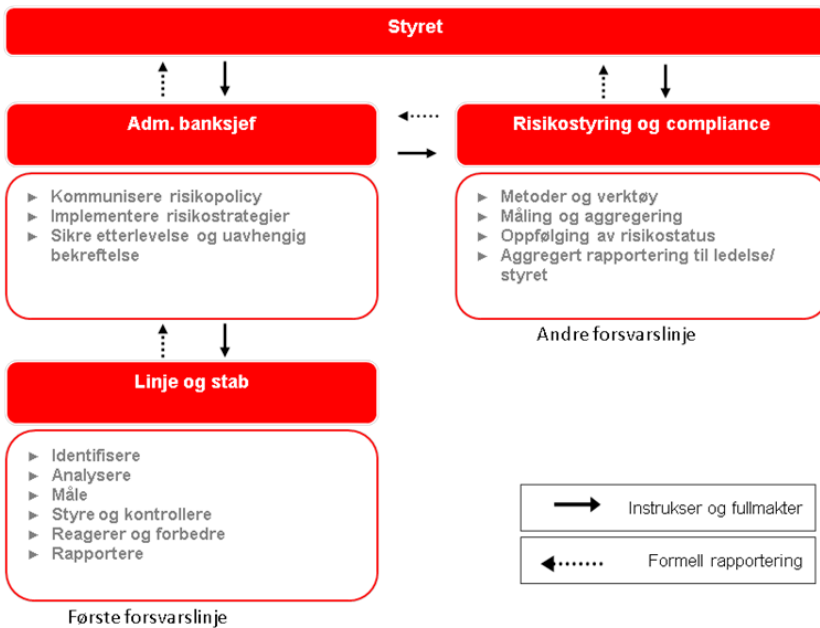 Styret
Adm. banksjef
► Kommunisere risikopolicy
► Implementere risikostrategier
► Sikre etterlevelse og uavhengig
bekreftelse
Risikostyring og compliance
► Metoder og verktøy
► Måling og aggregering
► Oppfølging av risikostatus
► Aggregert rapportering til ledelse/
styret
Andre forsvarslinje
Linje og stab
► Identifisere
► Analysere
► Måle
► Styre og kontrollere
► Reagerer og forbedre
► Rapportere
Første forsvarslinje
Instrukser og fullmakter
Formell rapportering